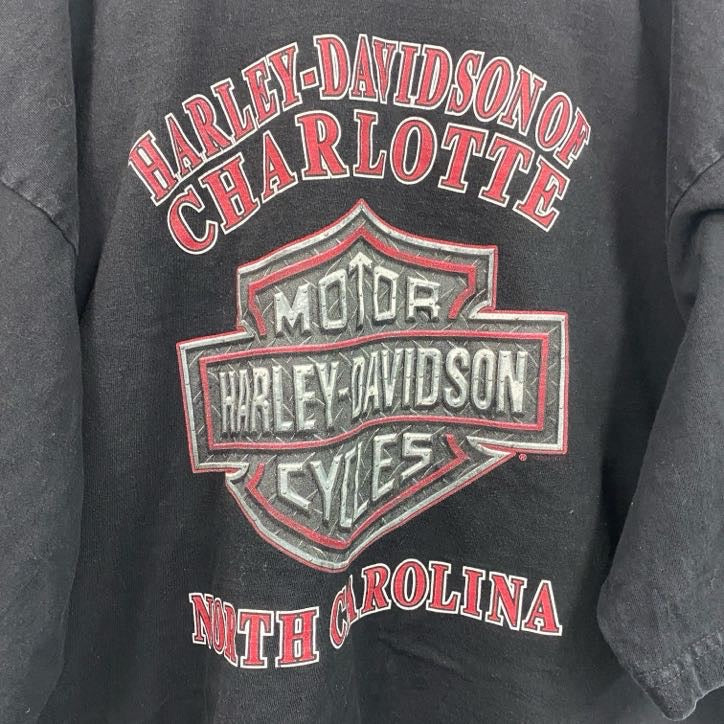 HARLEY-DAVIDSON OF
CHARLOTTE
MOTOR
HARLEY-DAVIDSON
CYCLES
®
NORTH CAROLINA